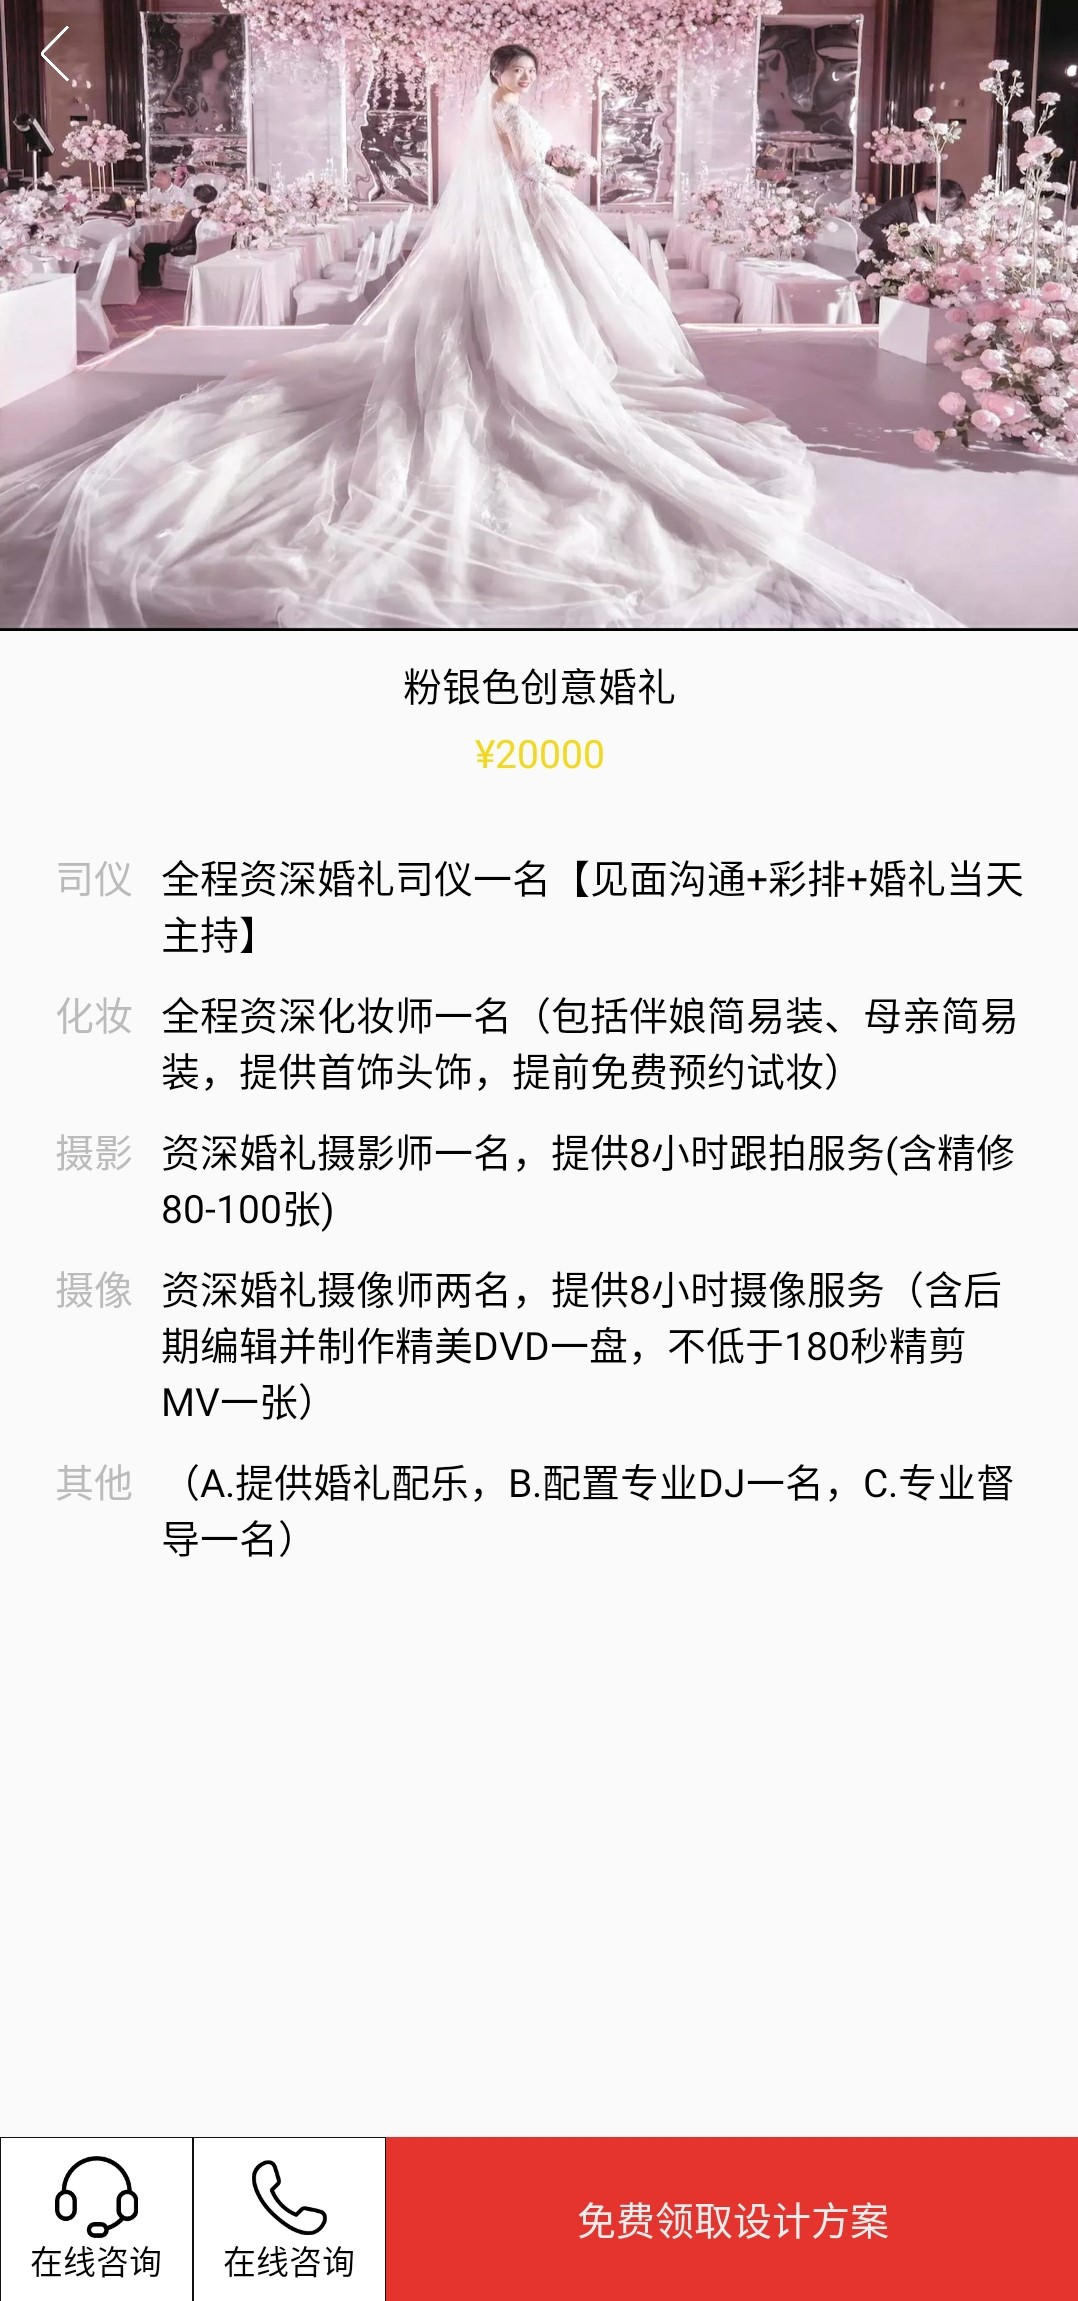 粉银色创意婚礼
¥20000
司仪 全程资深婚礼司仪一名【见面沟通+彩排+婚礼当天
主持】
化妆 全程资深化妆师一名（包括伴娘简易装、母亲简易
装，提供首饰头饰，提前免费预约试妆）
摄影 资深婚礼摄影师一名，提供8小时跟拍服务(含精修
80-100张)
摄像 资深婚礼摄像师两名，提供8小时摄像服务（含后
期编辑并制作精美DVD一盘，不低于180秒精剪
MV一张）
其他 （A.提供婚礼配乐，B.配置专业DJ一名，C.专业督
导一名）
在线咨询
在线咨询
免费领取设计方案